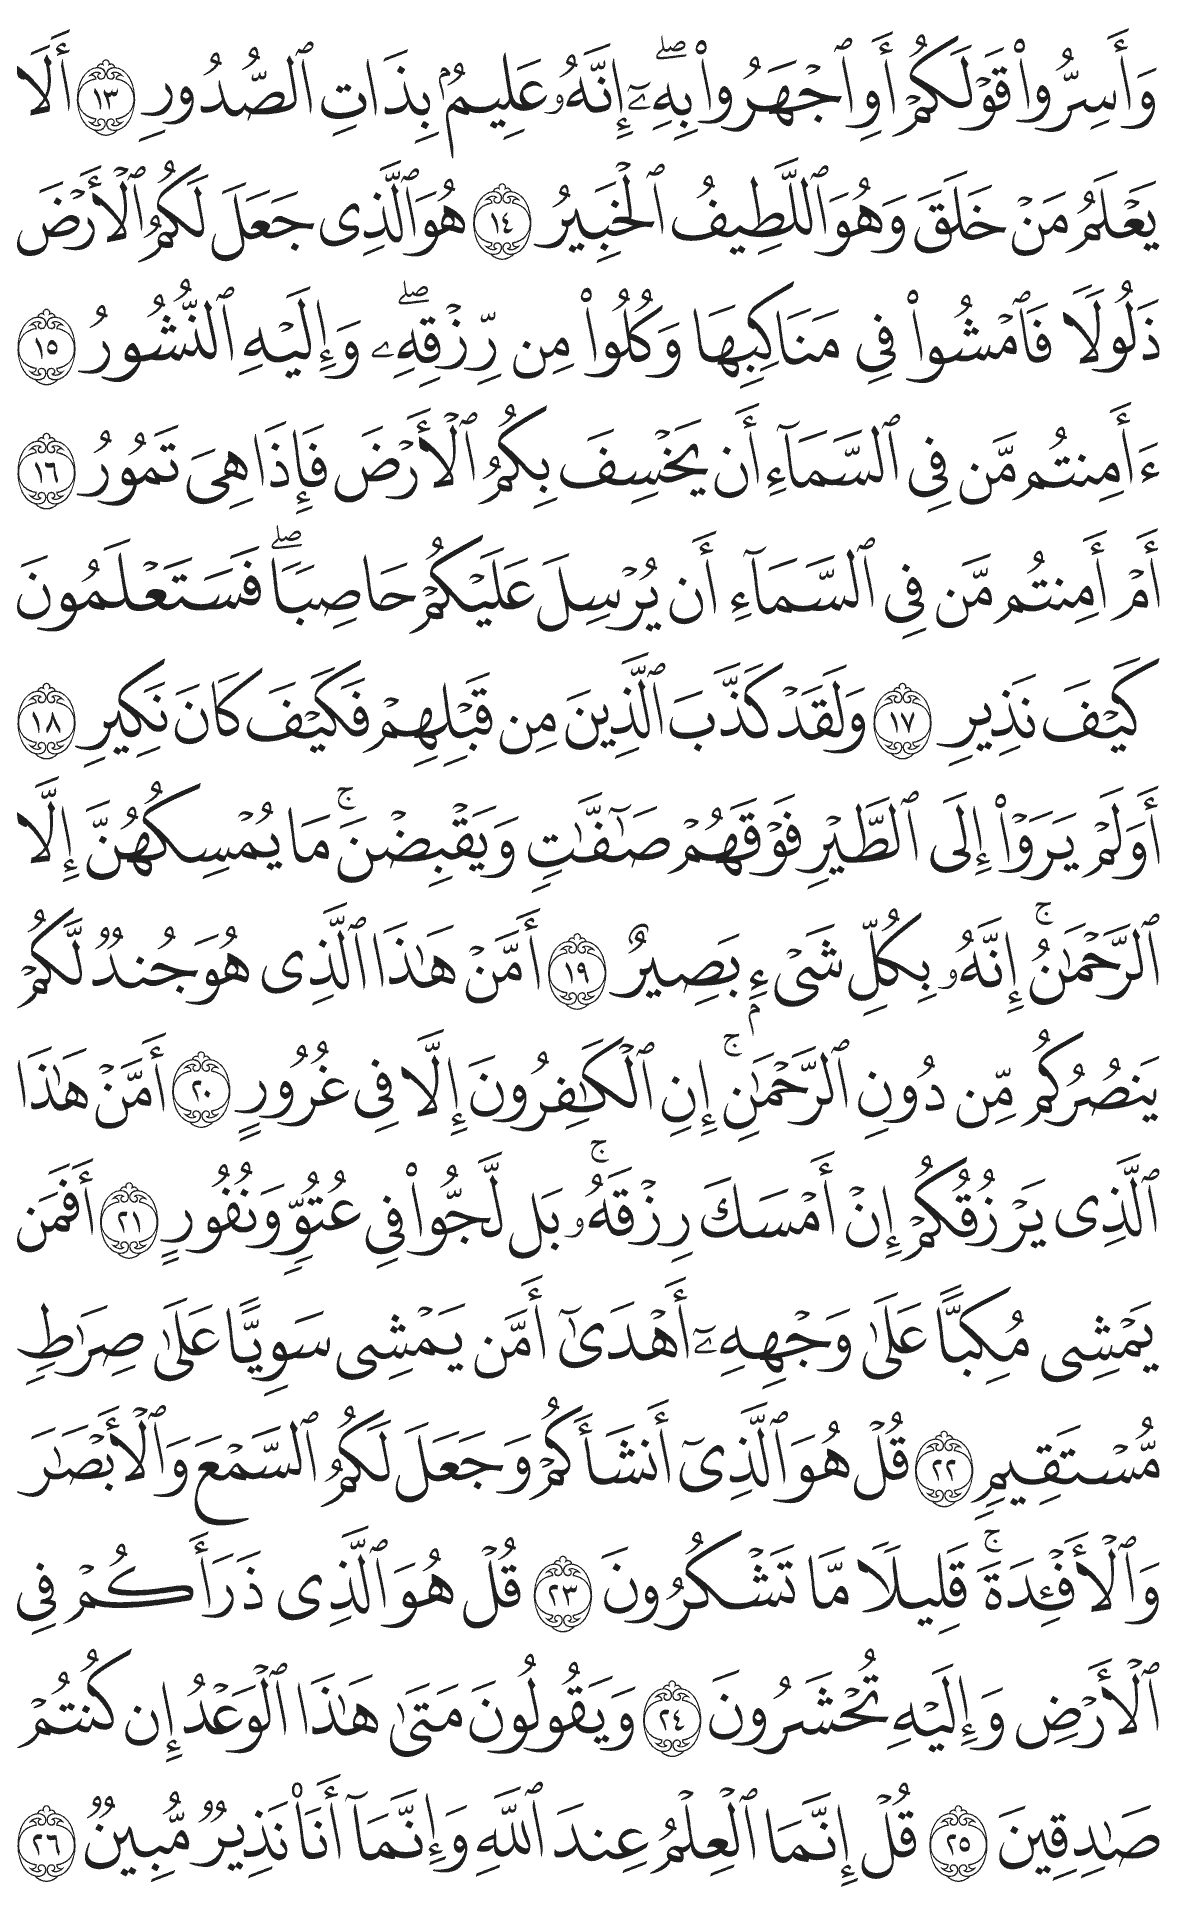 وَأَسِرُّوا۟ قَوْلَكُمْ أَوِ ٱجْهَرُوا۟ بِهِۦٓ ۖ إِنَّهُۥ عَلِيمٌۢ بِذَاتِ ٱلصُّدُورِ ١٣ أَلَا
يَعْلَمُ مَنْ خَلَقَ وَهُوَ ٱللَّطِيفُ ٱلْخَبِيرُ ١٤ هُوَ ٱلَّذِى جَعَلَ لَكُمُ ٱلْأَرْضَ
ذَلُولًا فَٱمْشُوا۟ فِى مَنَاكِبِهَا وَكُلُوا۟ مِن رِّزْقِهِۦ ۖ وَإِلَيْهِ ٱلنُّشُورُ ١٥
ءَأَمِنتُم مَّن فِى ٱلسَّمَآءِ أَن يَخْسِفَ بِكُمُ ٱلْأَرْضَ فَإِذَا هِىَ تَمُورُ ١٦
أَمْ أَمِنتُم مَّن فِى ٱلسَّمَآءِ أَن يُرْسِلَ عَلَيْكُمْ حَاصِبًا ۖ فَسَتَعْلَمُونَ
كَيْفَ نَذِيرِ ١٧ وَلَقَدْ كَذَّبَ ٱلَّذِينَ مِن قَبْلِهِمْ فَكَيْفَ كَانَ نَكِيرِ ١٨
أَوَلَمْ يَرَوْا۟ إِلَى ٱلطَّيْرِ فَوْقَهُمْ صَٰٓفَّٰتٍ وَيَقْبِضْنَ ۚ مَا يُمْسِكُهُنَّ إِلَّا
ٱلرَّحْمَٰنُ ۚ إِنَّهُۥ بِكُلِّ شَىْءٍۭ بَصِيرٌ ١٩ أَمَّنْ هَٰذَا ٱلَّذِى هُوَ جُندٌ لَّكُمْ
يَنصُرُكُم مِّن دُونِ ٱلرَّحْمَٰنِ ۚ إِنِ ٱلْكَٰفِرُونَ إِلَّا فِى غُرُورٍ ٢٠ أَمَّنْ هَٰذَا
ٱلَّذِى يَرْزُقُكُمْ إِنْ أَمْسَكَ رِزْقَهُۥ ۚ بَل لَّجُّوا۟ فِى عُتُوٍّ وَنُفُورٍ ٢١ أَفَمَن
يَمْشِى مُكِبًّا عَلَىٰ وَجْهِهِۦٓ أَهْدَىٰٓ أَمَّن يَمْشِى سَوِيًّا عَلَىٰ صِرَٰطٍ
مُّسْتَقِيمٍ ٢٢ قُلْ هُوَ ٱلَّذِىٓ أَنشَأَكُمْ وَجَعَلَ لَكُمُ ٱلسَّمْعَ وَٱلْأَبْصَٰرَ
وَٱلْأَفْـِٔدَةَ ۚ قَلِيلًا مَّا تَشْكُرُونَ ٢٣ قُلْ هُوَ ٱلَّذِى ذَرَأَكُمْ فِى
ٱلْأَرْضِ وَإِلَيْهِ تُحْشَرُونَ ٢٤ وَيَقُولُونَ مَتَىٰ هَٰذَا ٱلْوَعْدُ إِن كُنتُمْ
صَٰدِقِينَ ٢٥ قُلْ إِنَّمَا ٱلْعِلْمُ عِندَ ٱللَّهِ وَإِنَّمَآ أَنَا۠ نَذِيرٌ مُّبِينٌ ٢٦